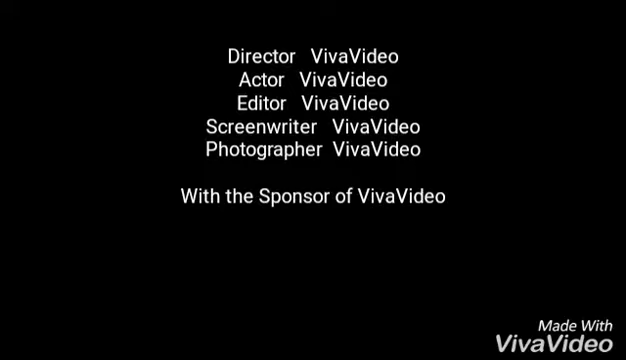 Director VivaVideo
Actor VivaVideo
Editor VivaVideo
Screenwriter VivaVideo
Photographer VivaVideo
With the Sponsor of VivaVideo
Made With
VivaVideo